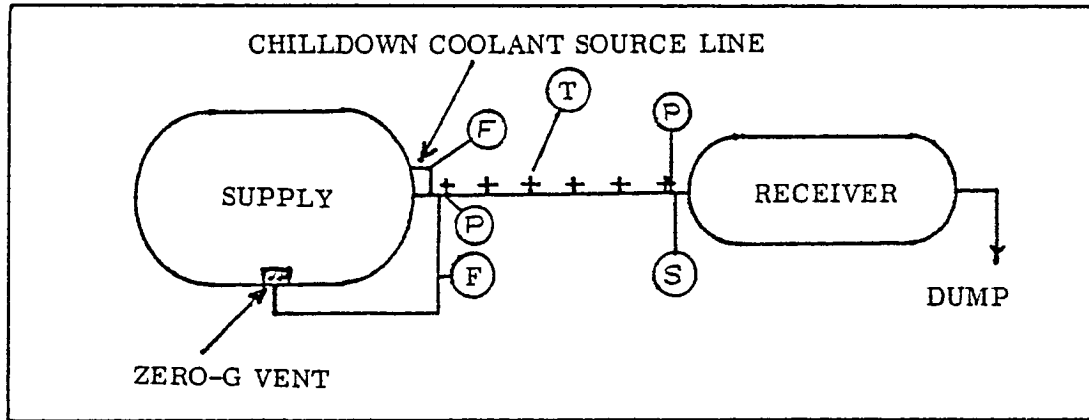 CHILLDOWN COOLANT SOURCE LINE
T
P
F
SUPPLY
RECEIVER
P
F
S
DUMP
ZERO-G VENT